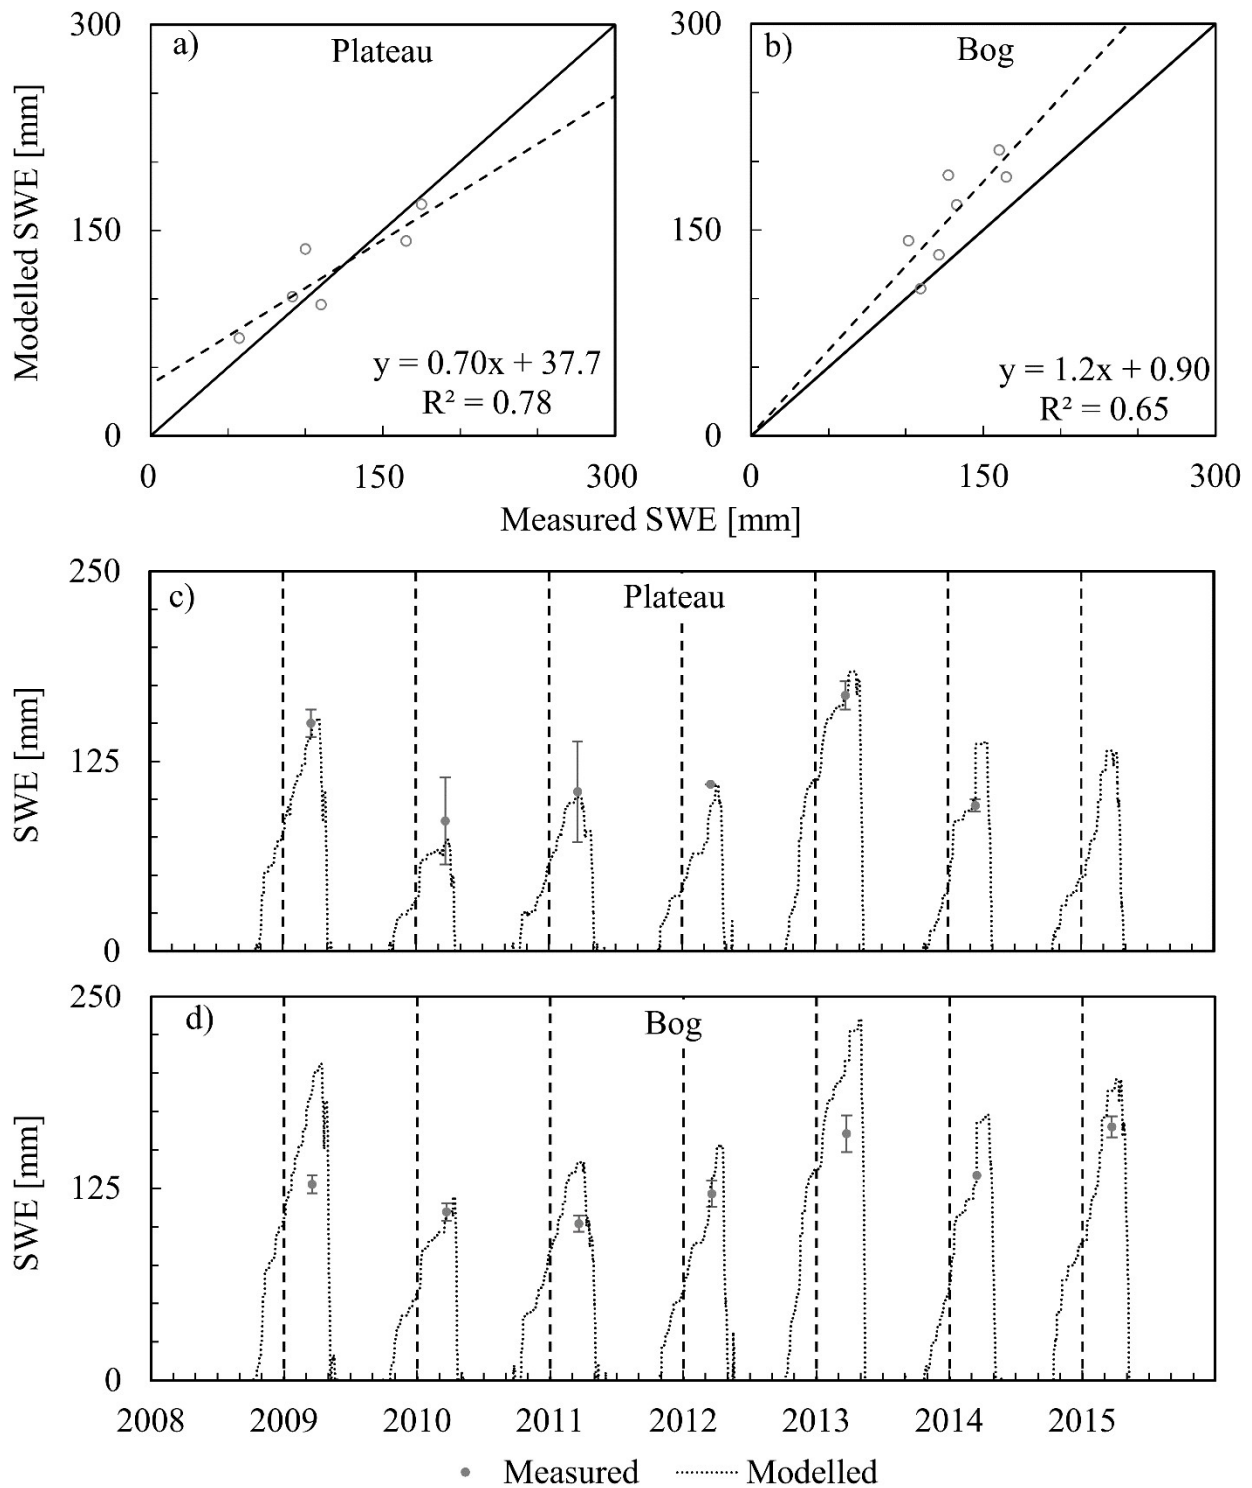 300
a)
Plateau
Modelled SWE [mm]
150
y = 0.70x + 37.7
R² = 0.78
0
0
150
300
300
b)
Bog
150
y = 1.2x + 0.90
R² = 0.65
0
0
150
300
Measured SWE [mm]
250
c)
Plateau
SWE [mm]
125
0
250
d)
Bog
SWE [mm]
125
0
2008 2009 2010 2011 2012 2013 2014 2015
Measured Modelled